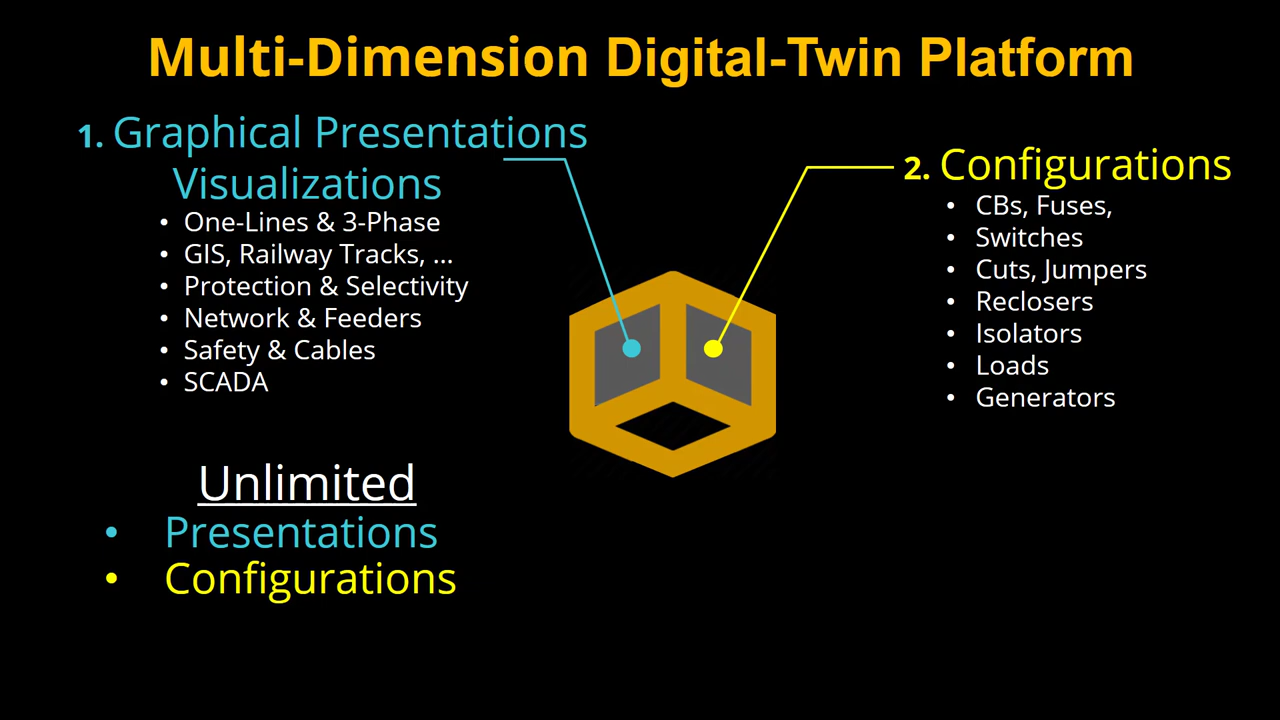 Multi-Dimension Digital-Twin Platform
1. Graphical Presentations
Visualizations
• One-Lines & 3-Phase
• GIS, Railway Tracks, ...
• Protection & Selectivity
• Network & Feeders
• Safety & Cables
• SCADA
2. Configurations
• CBs, Fuses,
• Switches
• Cuts, Jumpers
• Reclosers
• Isolators
• Loads
• Generators
Unlimited
• Presentations
• Configurations